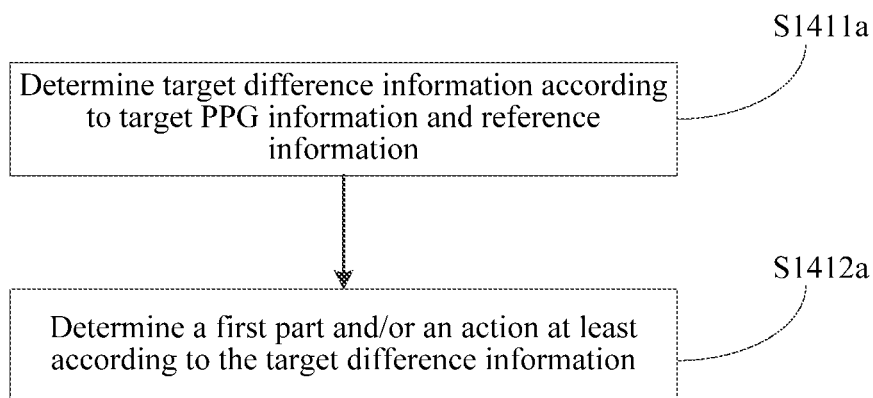 S1411a
Determine target difference information according
to target PPG information and reference
information
S1412a
Determine a first part and/or an action at least
according to the target difference information